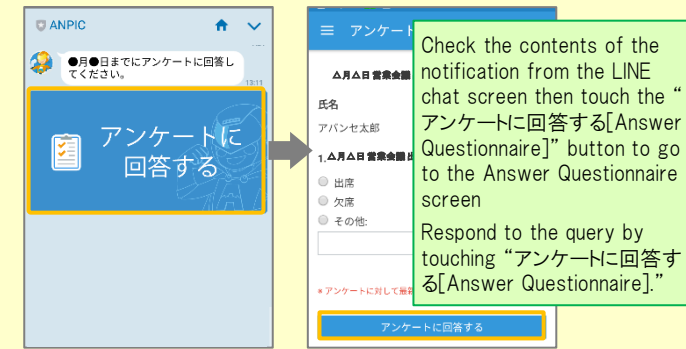 ANPIC
●月●日までにアンケートに回答し
てください。
13:11
アンケートに
回答する
アンケート
△月△日 営業会議
氏名
アバンセ太郎
1.△月△日 営業会議 出
出席
欠席
その他:
* アンケートに対して最新
アンケートに回答する
Check the contents of the
notification from the LINE
chat screen then touch the “
アンケートに回答する[Answer
Questionnaire]” button to go
to the Answer Questionnaire
screen
Respond to the query by
touching “アンケートに回答す
る[Answer Questionnaire].”